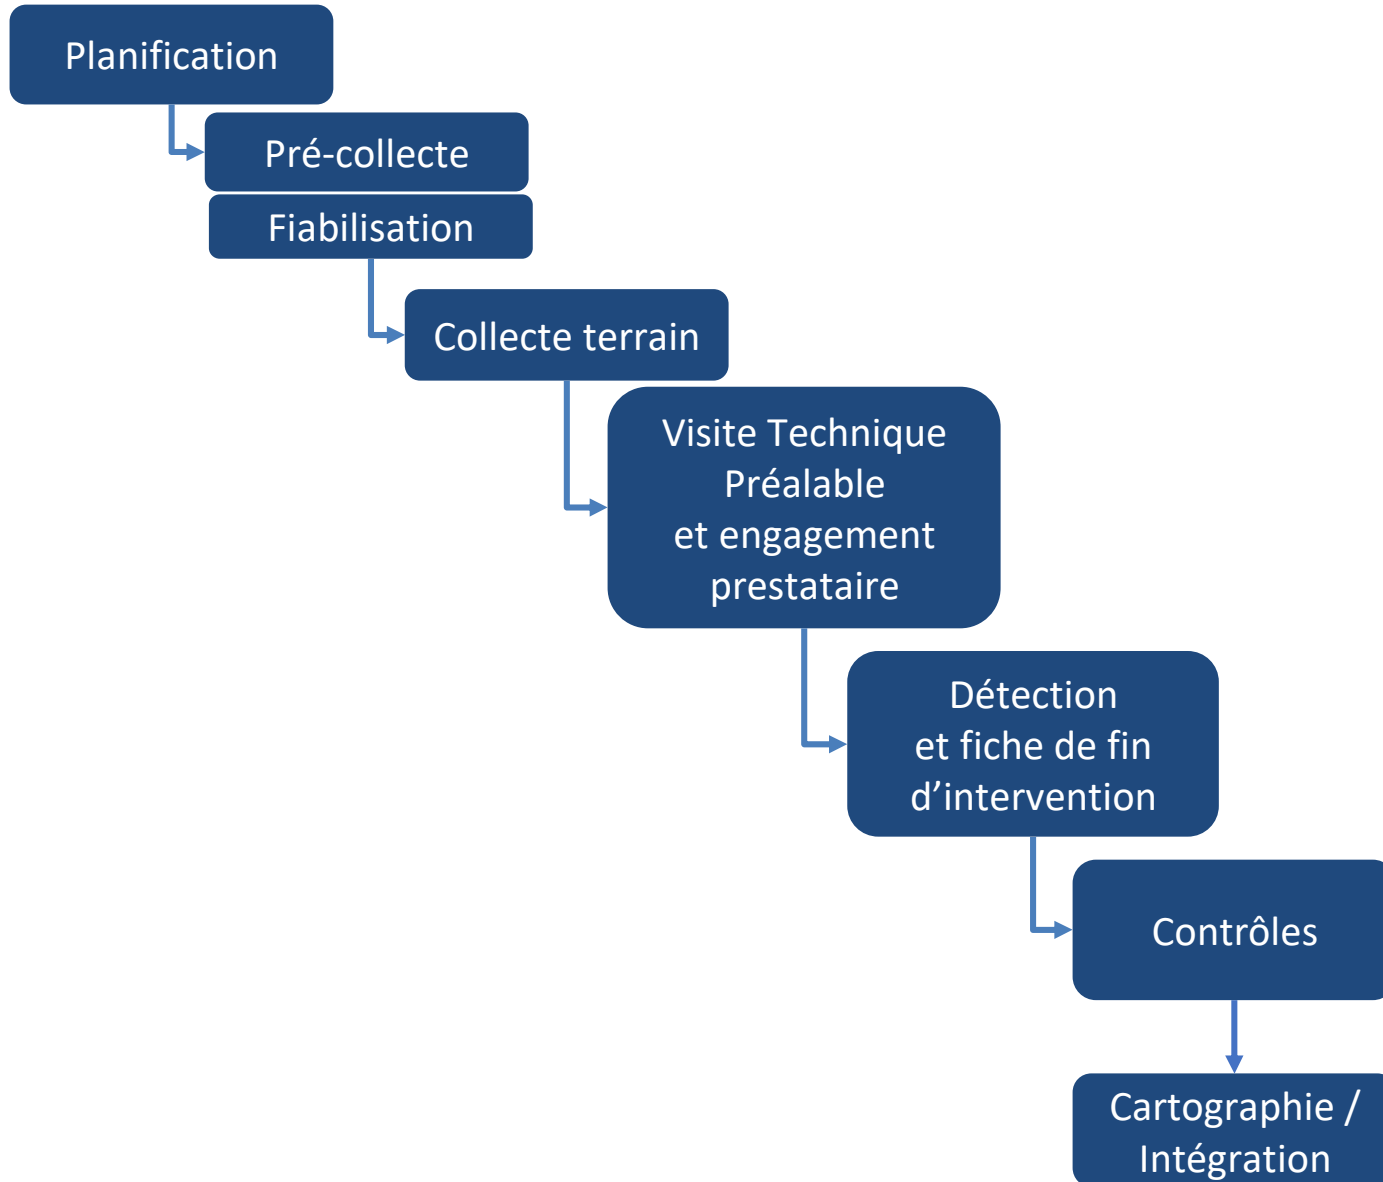 Planification
Pré-collecte
Fiabilisation
Collecte terrain
Visite Technique
Préalable
et engagement
prestataire
Détection
et fiche de fin
d’intervention
Contrôles
Cartographie /
Intégration